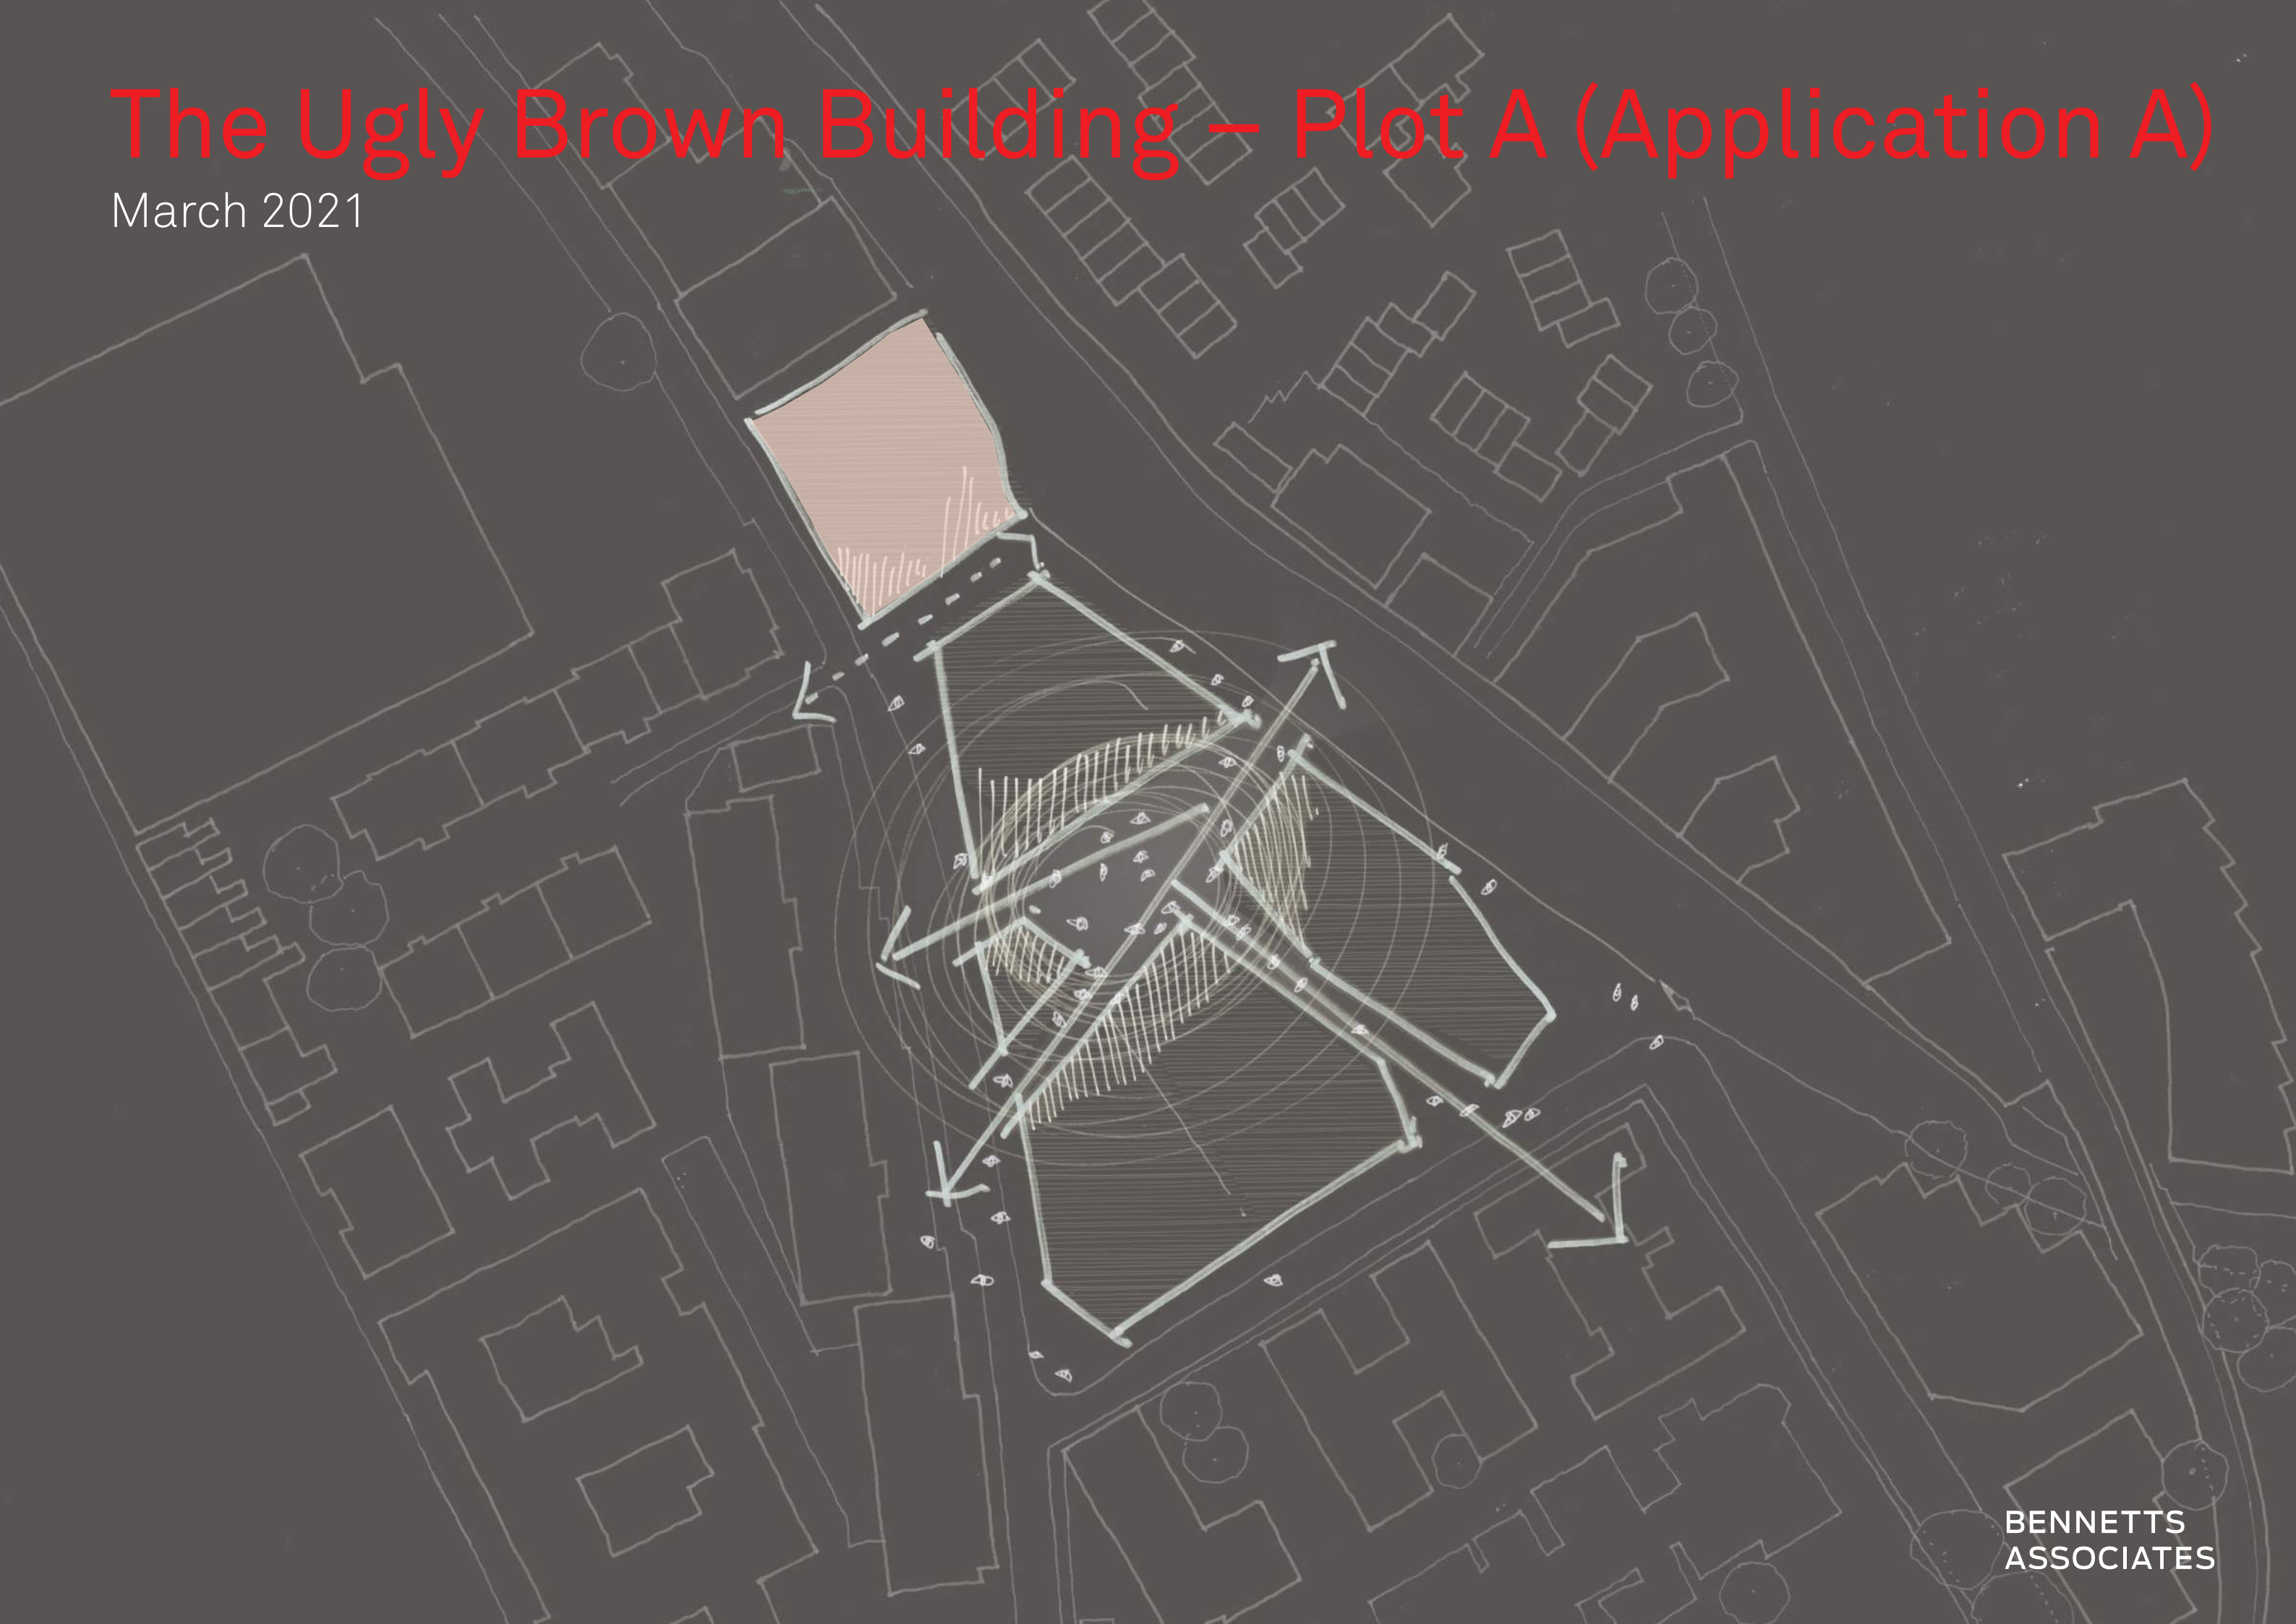 The Ugly Brown Building – Plot A (Application A)
March 2021
BENNETTS
ASSOCIATES